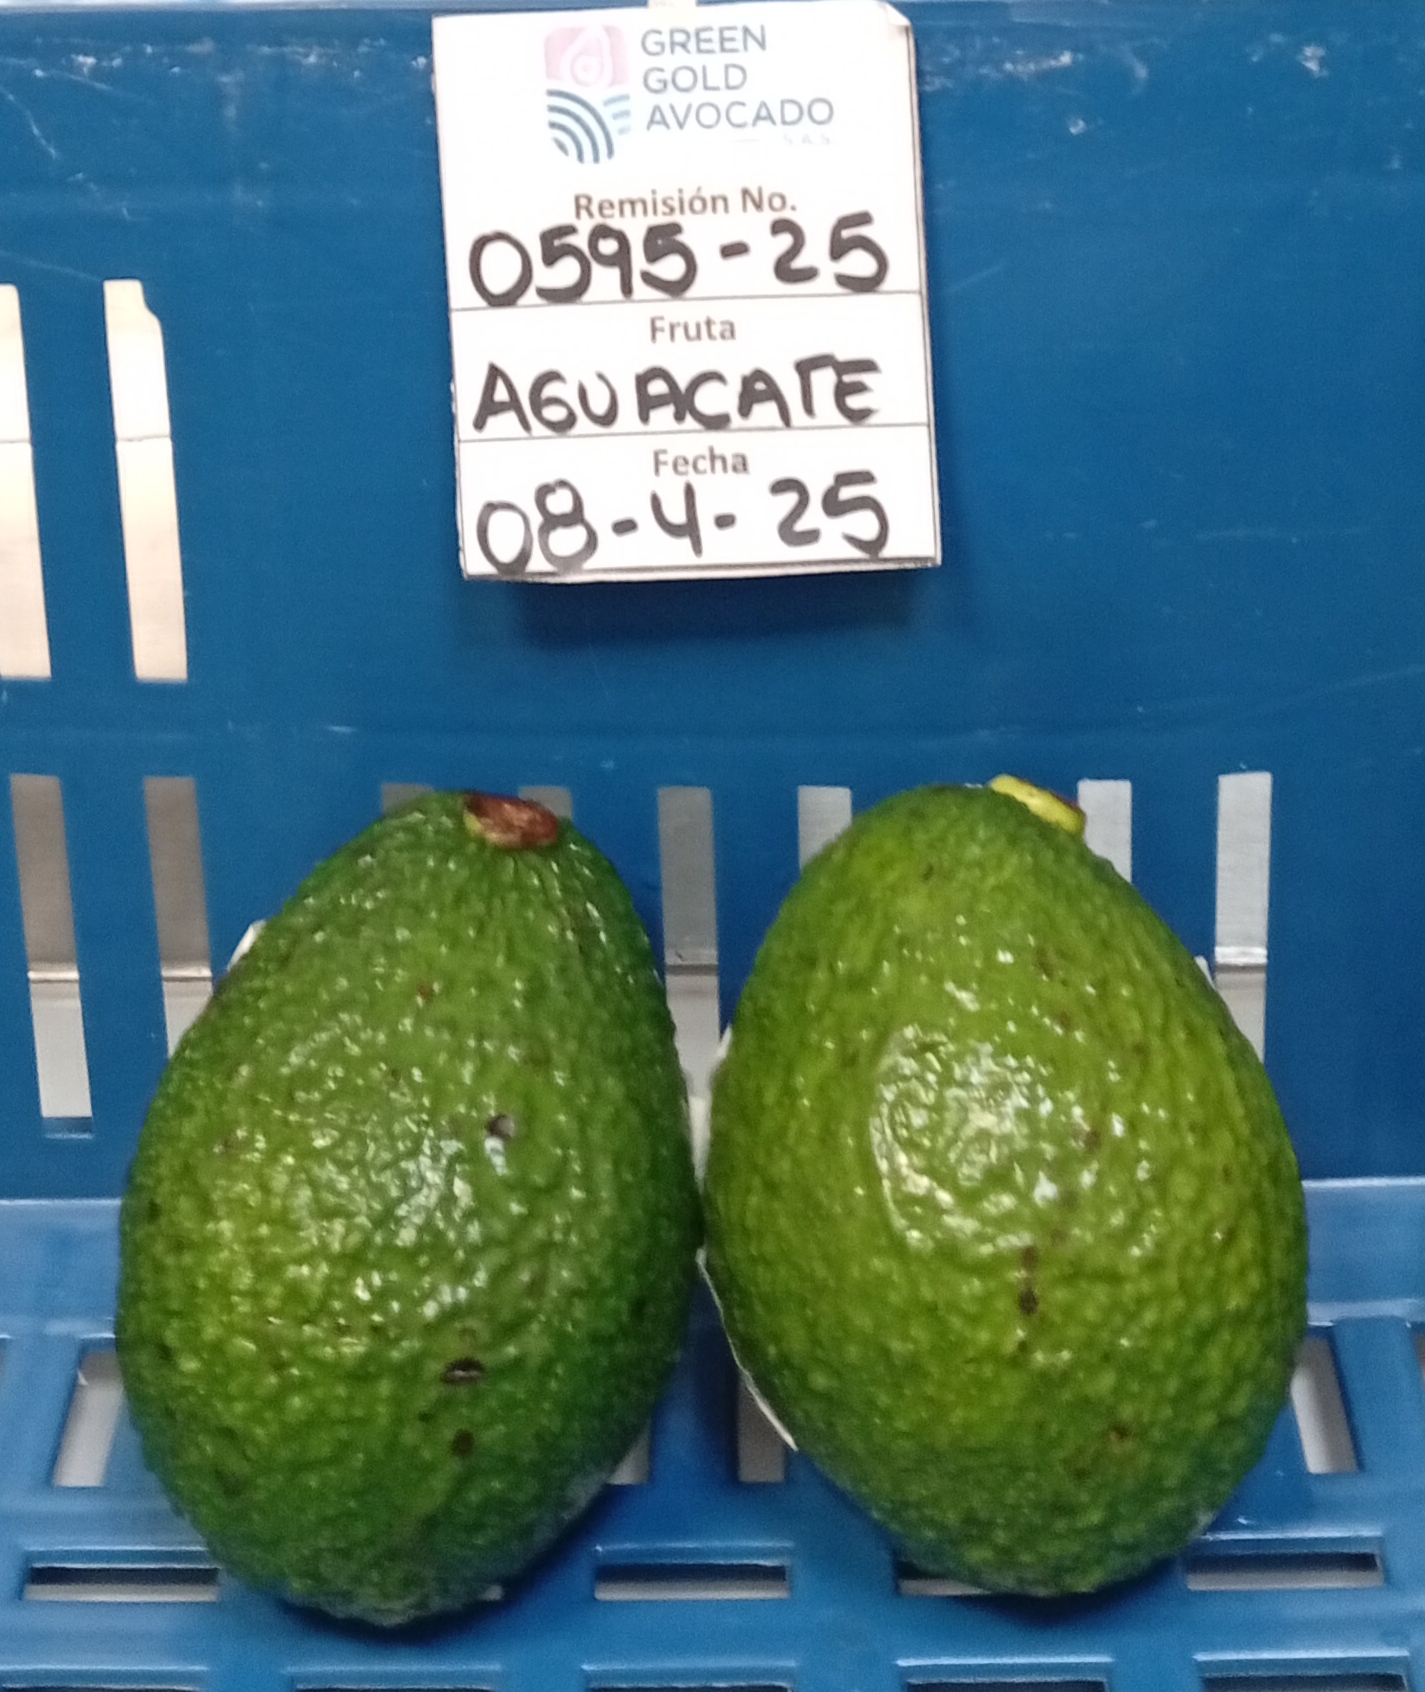 GREEN
GOLD
AVOCADO
S.A.S
Remisión No.
0595-25
Fruta
AGUACATE
Fecha
08-4-25